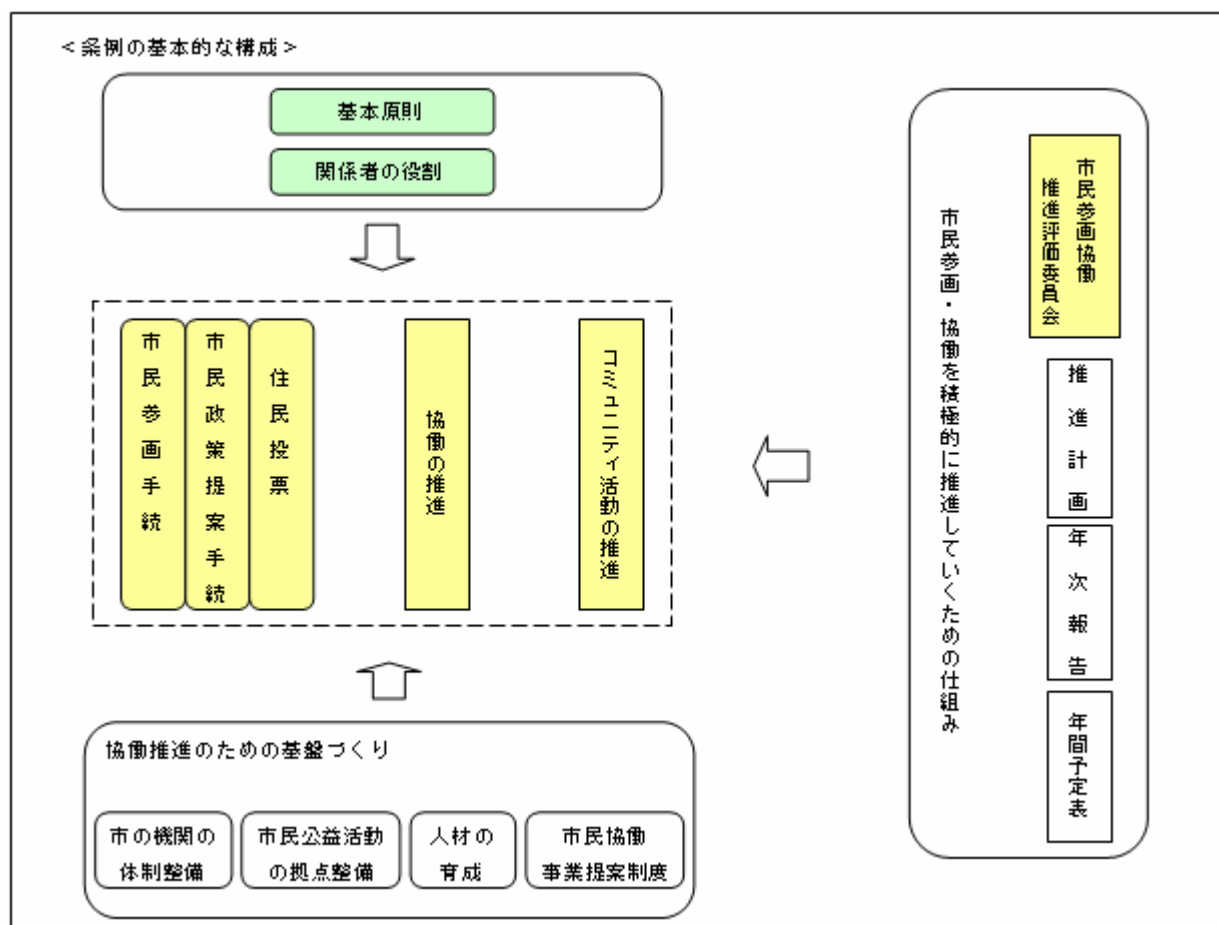 <条例の基本的な構成>
基本原則
関係者の役割
市民参画手続
市民政策提案手続
住民投票
協働の推進
コミュニティ活動の推進
協働推進のための基盤づくり
市の機関の
体制整備
市民公益活動
の拠点整備
人材の
育成
市民協働
事業提案制度
市民参画・協働を積極的に推進していくための仕組み
市民参画協働
推進評価委員会
推進計画
年次報告
年間予定表